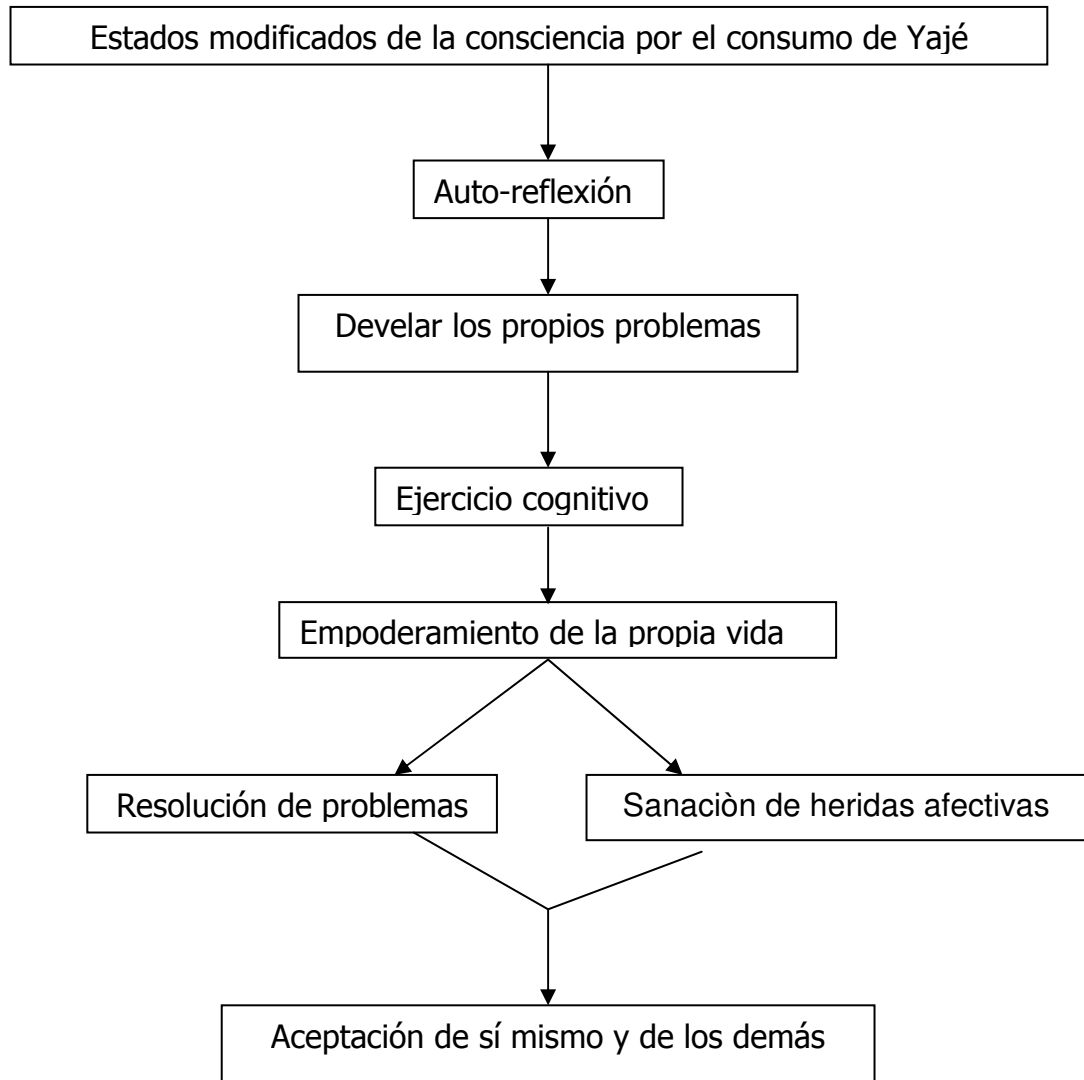 Estados modificados de la consciencia por el consumo de Yajé
Auto-reflexión
Develar los propios problemas
Ejercicio cognitivo
Empoderamiento de la propia vida
Resolución de problemas
Sanaciòn de heridas afectivas
Aceptación de sí mismo y de los demás